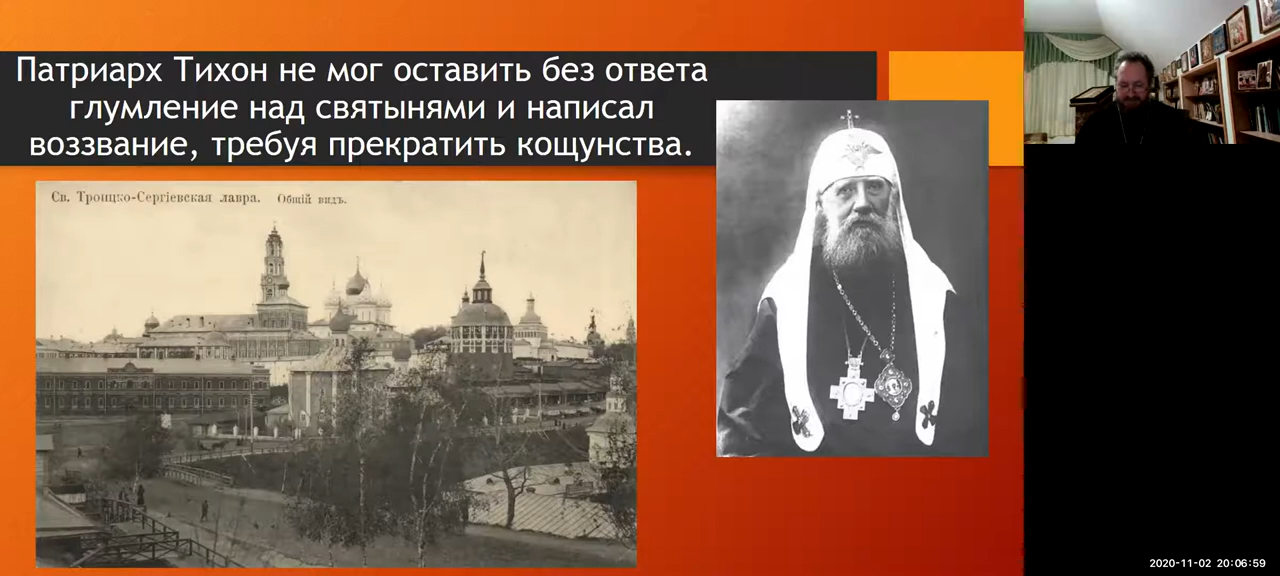 Патриарх Тихон не мог оставить без ответа
глумление над святынями и написал
воззвание, требуя прекратить кощунства.
Св. Троицко-Сергіевская лавра. Общій видъ.
2020-11-02 20:06:59